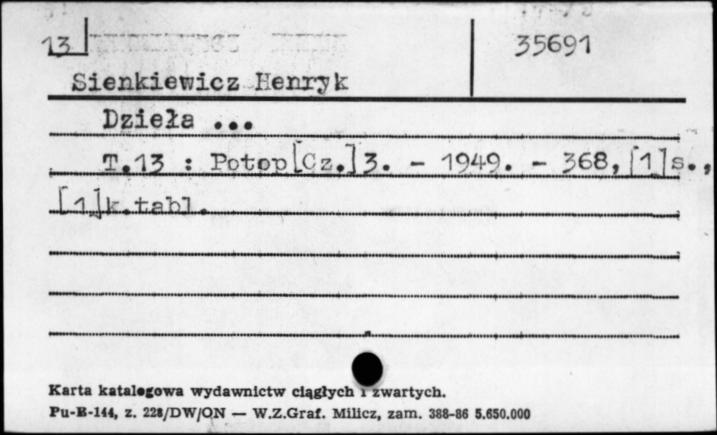 13 35691
Sienkiewicz Henryk
Dzieła ...
T.13 : Potop[Cz.]3. - 1949. - 368,[1]s.,
[1]k.tabl.
Karta katalogowa wydawnictw ciągłych i zwartych.
Pu-B-144, z. 228/DW/ON — W.Z.Graf. Milicz, zam. 388-86 5.650.000